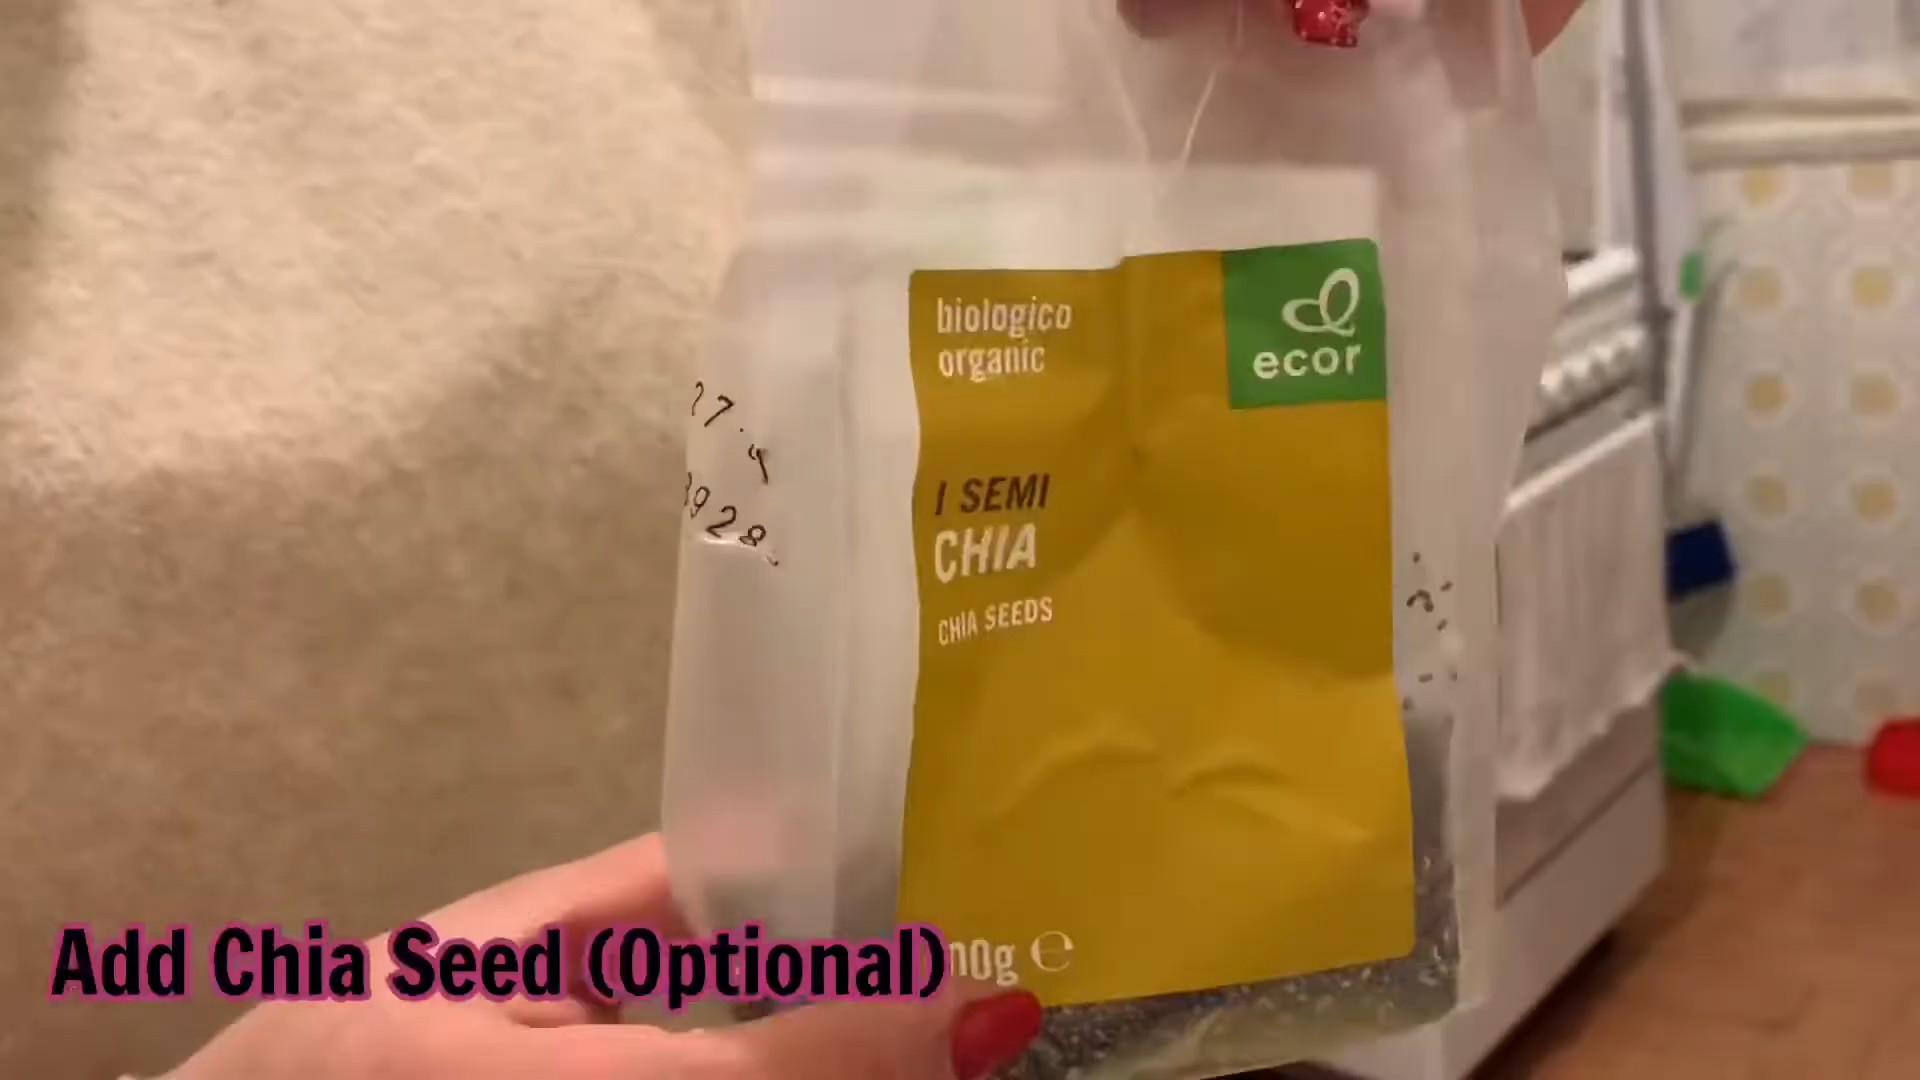 biologico
organic
ecor
I SEMI
CHIA
CHIA SEEDS
Add Chia Seed (Optional)